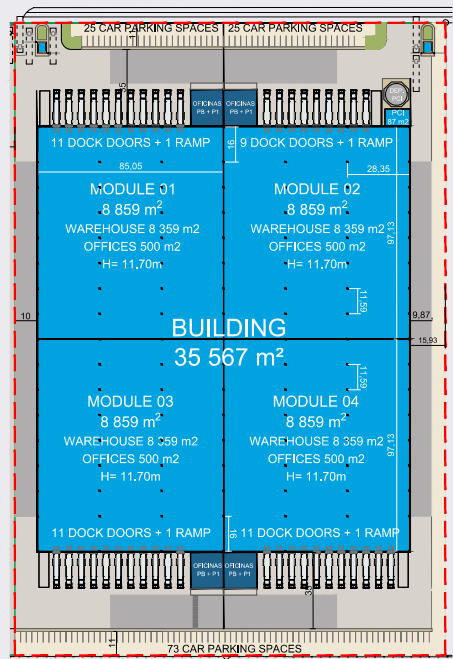 25 CAR PARKING SPACES
25 CAR PARKING SPACES
11
35
OFICINAS
PB + P1
OFICINAS
PB + P1
DEP.
PCI
PCI
87 m2
11 DOCK DOORS + 1 RAMP
16
9 DOCK DOORS + 1 RAMP
85,05
28,35
MODULE 01
8 859 m²
WAREHOUSE 8 359 m2
OFFICES 500 m2
H= 11.70m
MODULE 02
8 859 m²
WAREHOUSE 8 359 m2
OFFICES 500 m2
H= 11.70m
97,13
11,59
10
9,87
15,93
BUILDING
35 567 m²
11,59
MODULE 03
8 859 m²
WAREHOUSE 8 359 m2
OFFICES 500 m2
H= 11.70m
MODULE 04
8 859 m²
WAREHOUSE 8 359 m2
OFFICES 500 m2
H= 11.70m
97,13
11 DOCK DOORS + 1 RAMP
16
11 DOCK DOORS + 1 RAMP
OFICINAS
PB + P1
OFICINAS
PB + P1
11
73 CAR PARKING SPACES